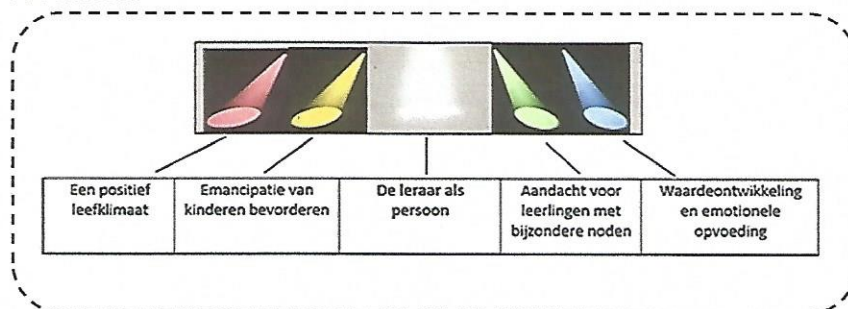 Een positief
leefklimaat
Emancipatie van
kinderen bevorderen
De leraar als
persoon
Aandacht voor
leerlingen met
bijzondere noden
Waardeontwikkeling
en emotionele
opvoeding